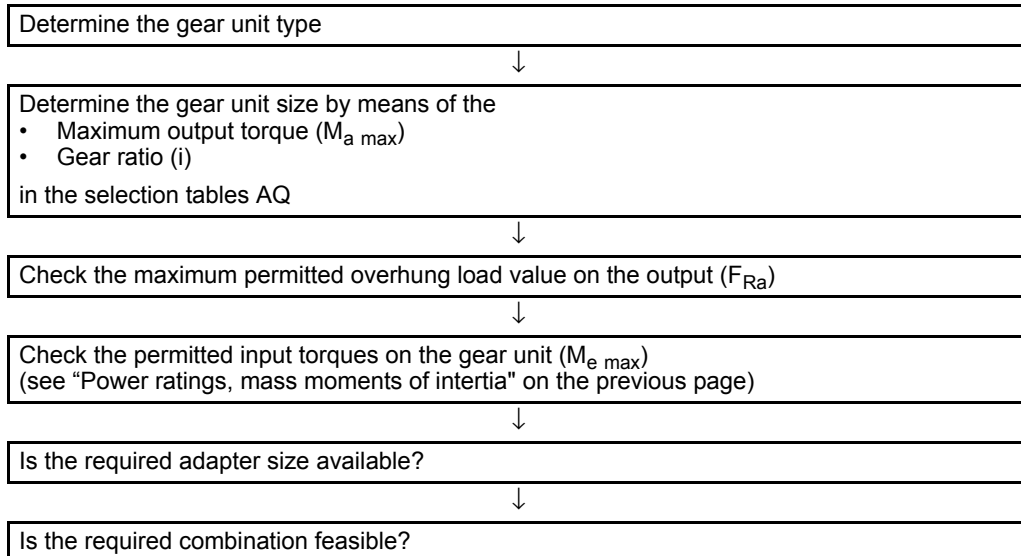 Determine the gear unit type
↓
Determine the gear unit size by means of the
• Maximum output torque (Ma max)
• Gear ratio (i)
in the selection tables AQ
↓
Check the maximum permitted overhung load value on the output (FRa)
↓
Check the permitted input torques on the gear unit (Me max)
(see “Power ratings, mass moments of intertia" on the previous page)
↓
Is the required adapter size available?
↓
Is the required combination feasible?